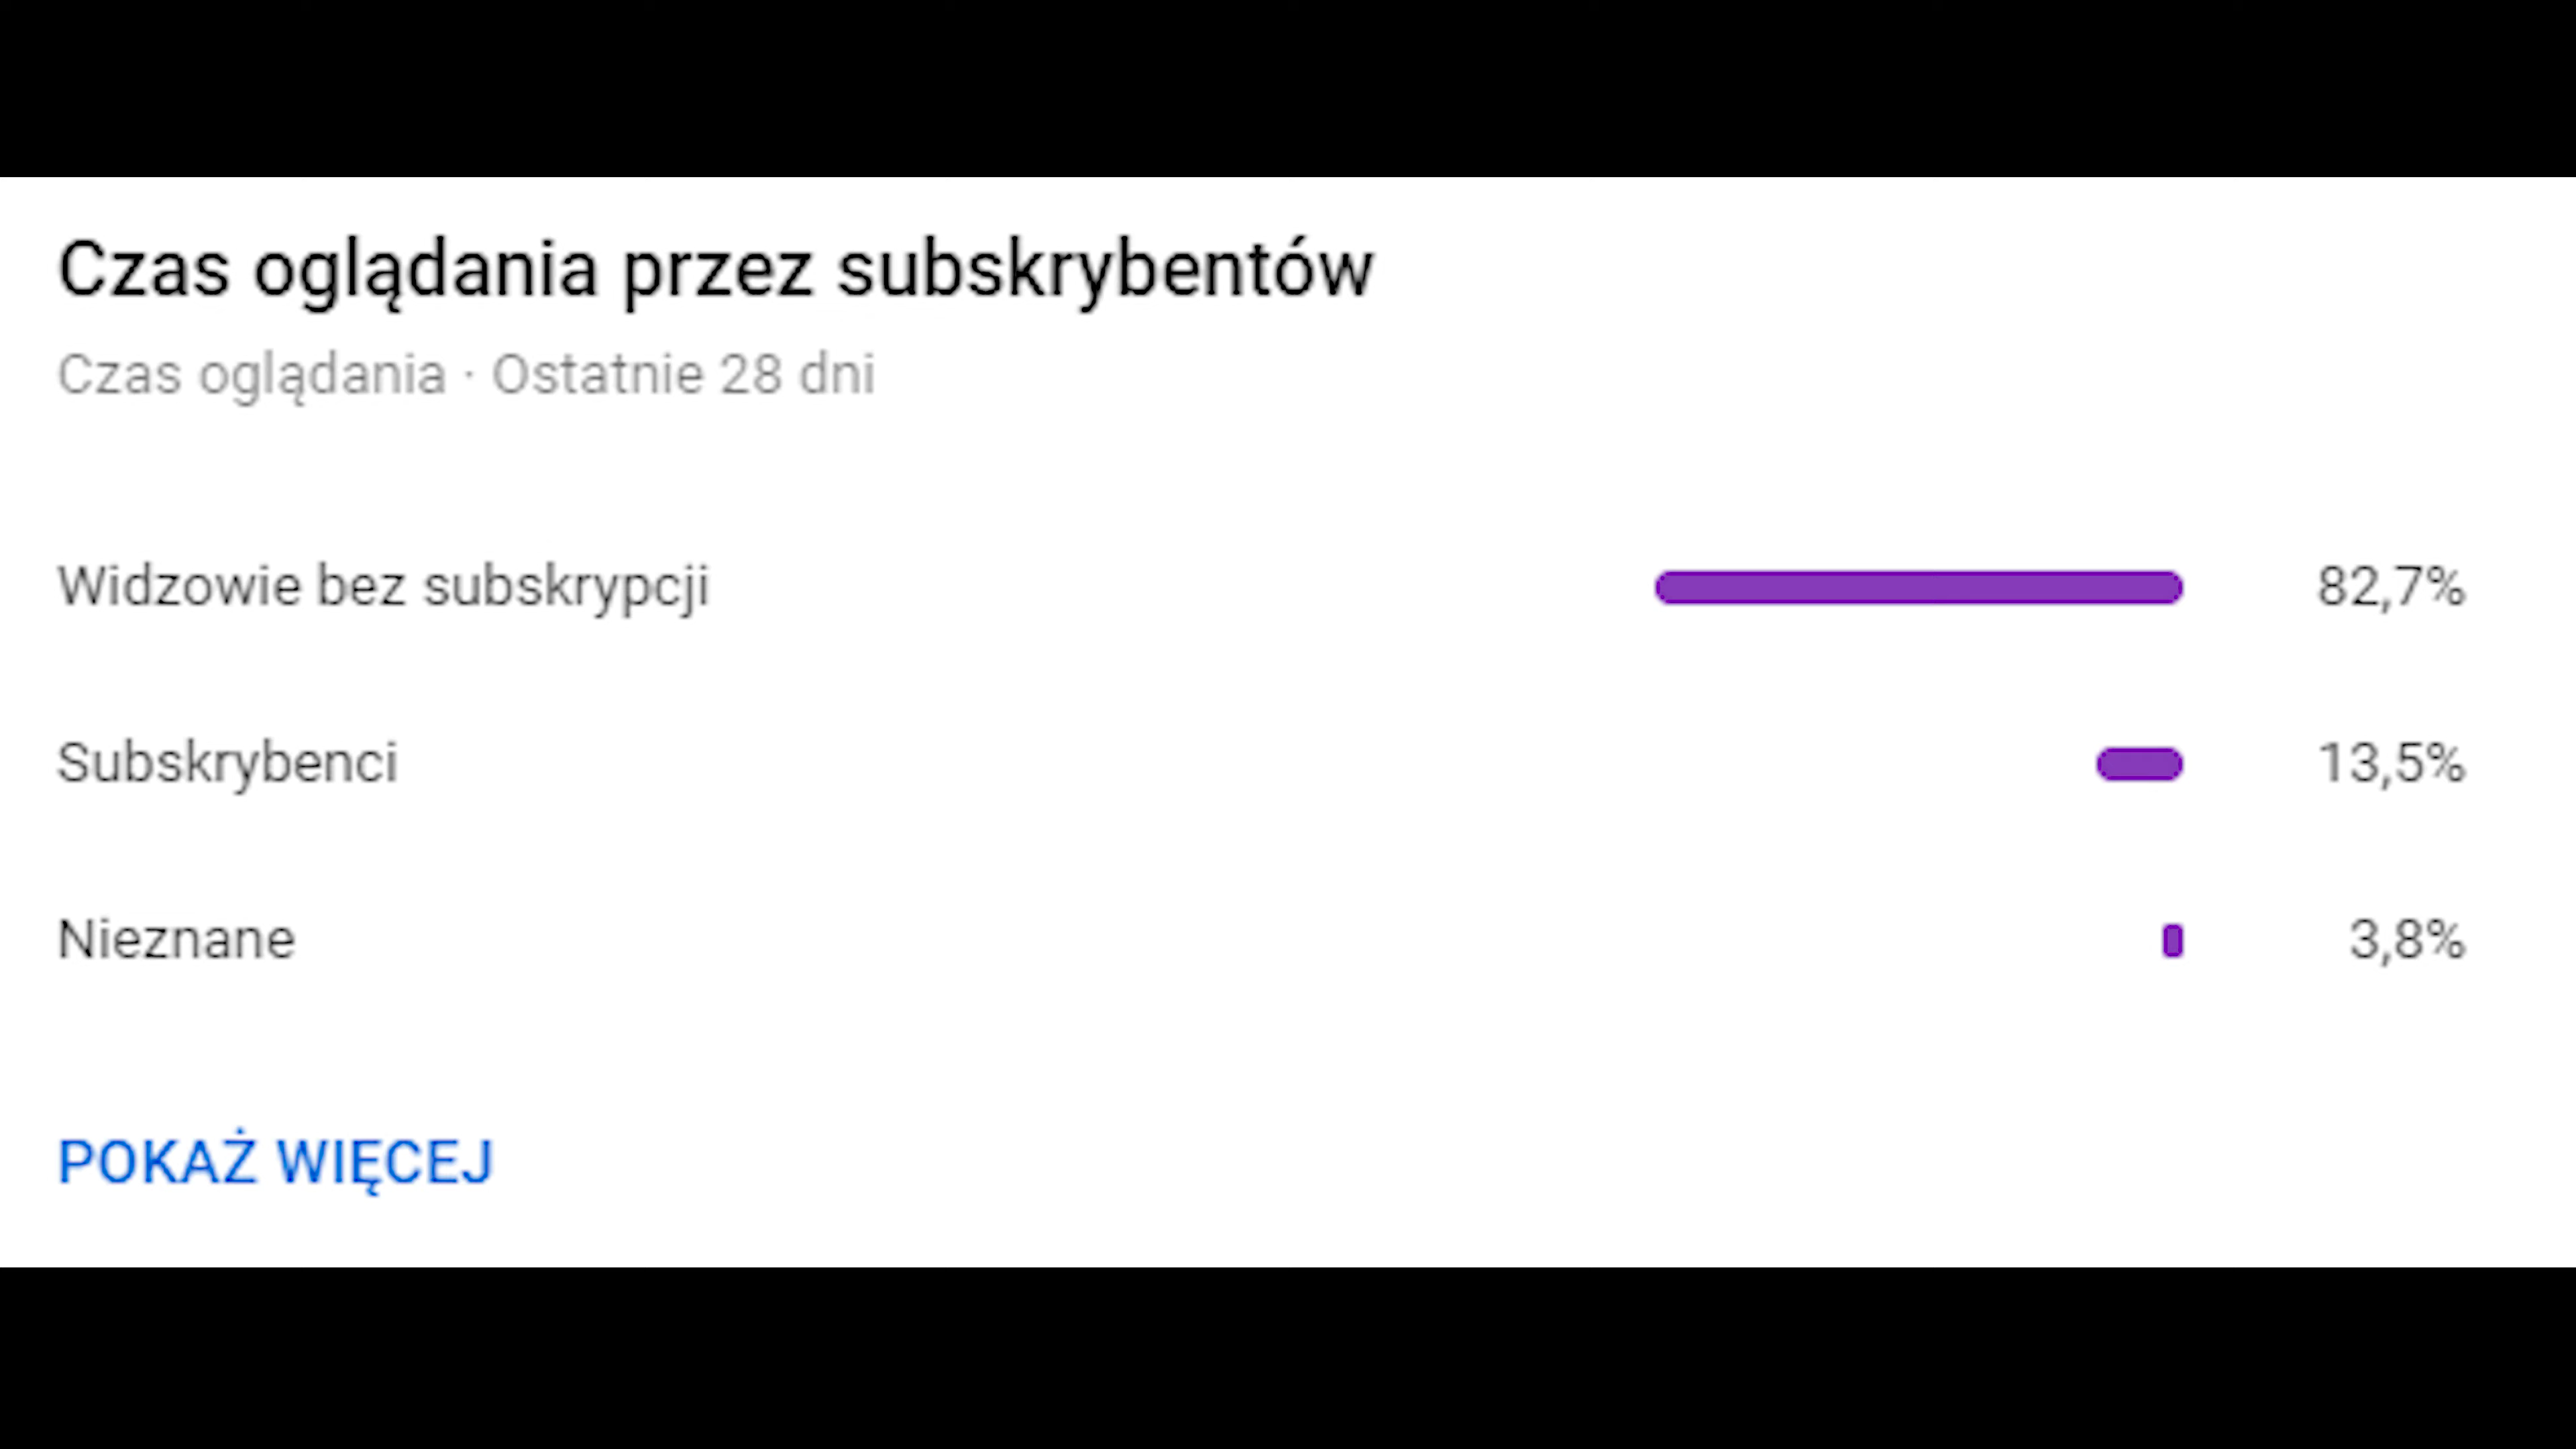 Czas oglądania przez subskrybentów
Czas oglądania · Ostatnie 28 dni
Widzowie bez subskrypcji 82,7%
Subskrybenci 13,5%
Nieznane 3,8%
POKAŻ WIĘCEJ